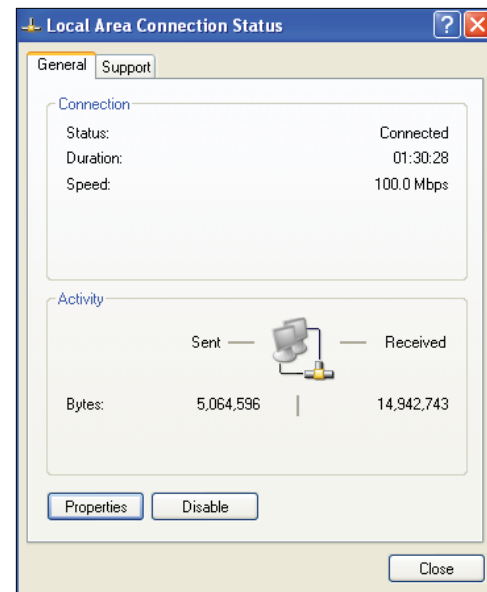 Local Area Connection Status
General Support
Connection
Status: Connected
Duration: 01:30:28
Speed: 100.0 Mbps
Activity
Sent Received
Bytes: 5,064,596 14,942,743
Properties Disable
Close